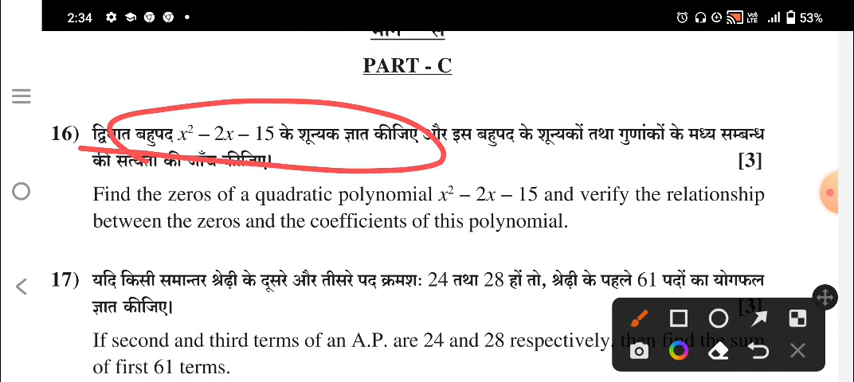 2:34
Vo) LTE
53%
PART - C
16) द्विघात बहुपद x² – 2x – 15 के शून्यक ज्ञात कीजिए और इस बहुपद के शून्यकों तथा गुणांकों के मध्य सम्बन्ध
की सत्यता की जाँच कीजिए। [3]
Find the zeros of a quadratic polynomial x² – 2x – 15 and verify the relationship
between the zeros and the coefficients of this polynomial.
17) यदि किसी समान्तर श्रेढ़ी के दूसरे और तीसरे पद क्रमश: 24 तथा 28 हों तो, श्रेढ़ी के पहले 61 पदों का योगफल
ज्ञात कीजिए। [3]
If second and third terms of an A.P. are 24 and 28 respectively, then find the sum
of first 61 terms.